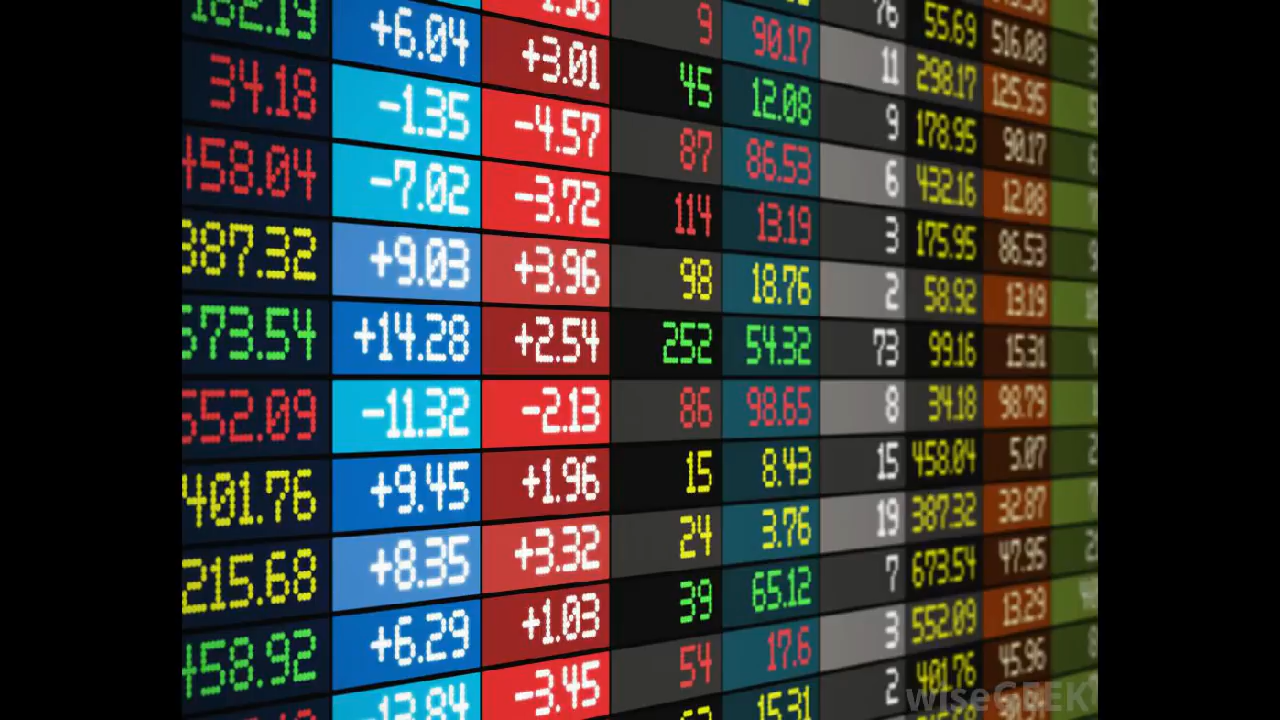 76 55.69 516.08
9 90.17 11 298.17 125.95
+6.04 +3.01 45 12.08 9 178.95 90.17
34.18 -1.35 -4.57 87 86.53 6 432.16 12.08
458.04 -7.02 -3.72 114 13.19 3 175.95 86.53
387.32 +9.03 +3.96 98 18.76 2 58.92 13.19
673.54 +14.28 +2.54 252 54.32 73 99.16 15.31
552.09 -11.32 -2.13 86 98.65 8 34.18 98.79
401.76 +9.45 +1.96 15 8.43 15 458.04 5.07
215.68 +8.35 +3.32 24 3.76 19 387.32 32.87
458.92 +6.29 +1.03 39 65.12 7 673.54 47.95
-3.45 54 17.6 3 552.09 13.29
15.31 2 401.76 45.96
wiseGEEK